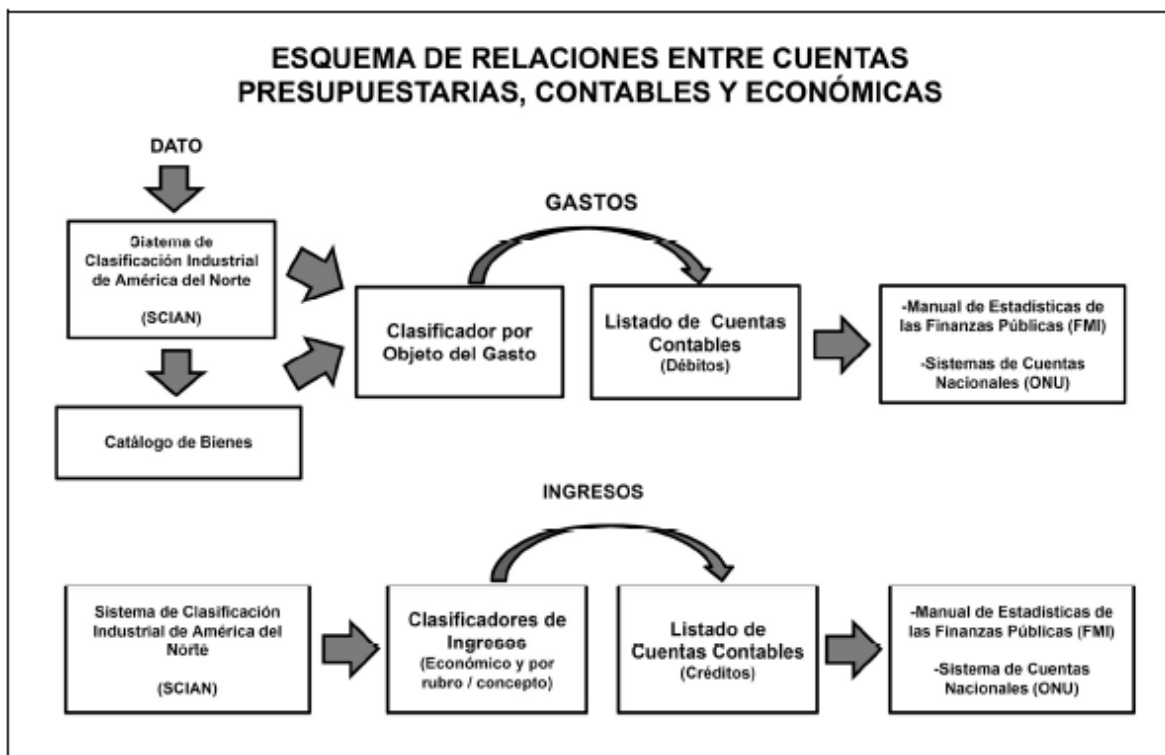 ESQUEMA DE RELACIONES ENTRE CUENTAS
PRESUPUESTARIAS, CONTABLES Y ECONÓMICAS
DATO
GASTOS
Sistema de
Clasificación Industrial
de América del Norte
(SCIAN)
Clasificador por
Objeto del Gasto
Listado de Cuentas
Contables
(Débitos)
-Manual de Estadísticas de
las Finanzas Públicas (FMI)
-Sistemas de Cuentas
Nacionales (ONU)
Catálogo de Bienes
INGRESOS
Sistema de Clasificación
Industrial de América del
Norte
(SCIAN)
Clasificadores de
Ingresos
(Económico y por
rubro / concepto)
Listado de
Cuentas Contables
(Créditos)
-Manual de Estadísticas de
las Finanzas Públicas (FMI)
-Sistema de Cuentas
Nacionales (ONU)